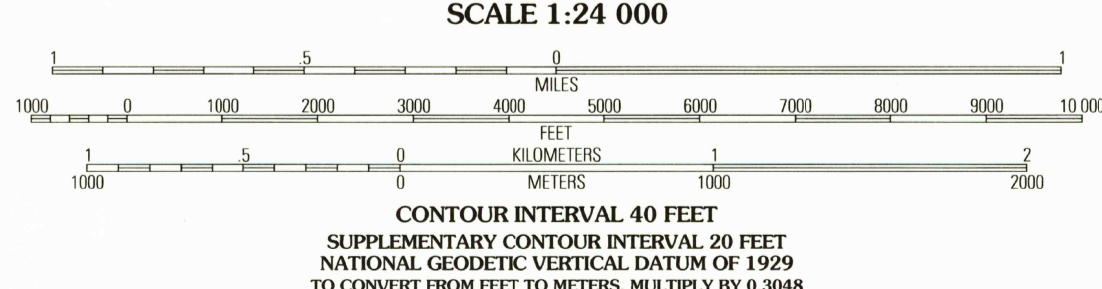 SCALE 1:24 000
1 .5 0 1
MILES
1000 0 1000 2000 3000 4000 5000 6000 7000 8000 9000 10 000
FEET
1 .5 0 KILOMETERS 1 2
1000 0 METERS 1000 2000
CONTOUR INTERVAL 40 FEET
SUPPLEMENTARY CONTOUR INTERVAL 20 FEET
NATIONAL GEODETIC VERTICAL DATUM OF 1929
TO CONVERT FROM FEET TO METERS, MULTIPLY BY 0.3048